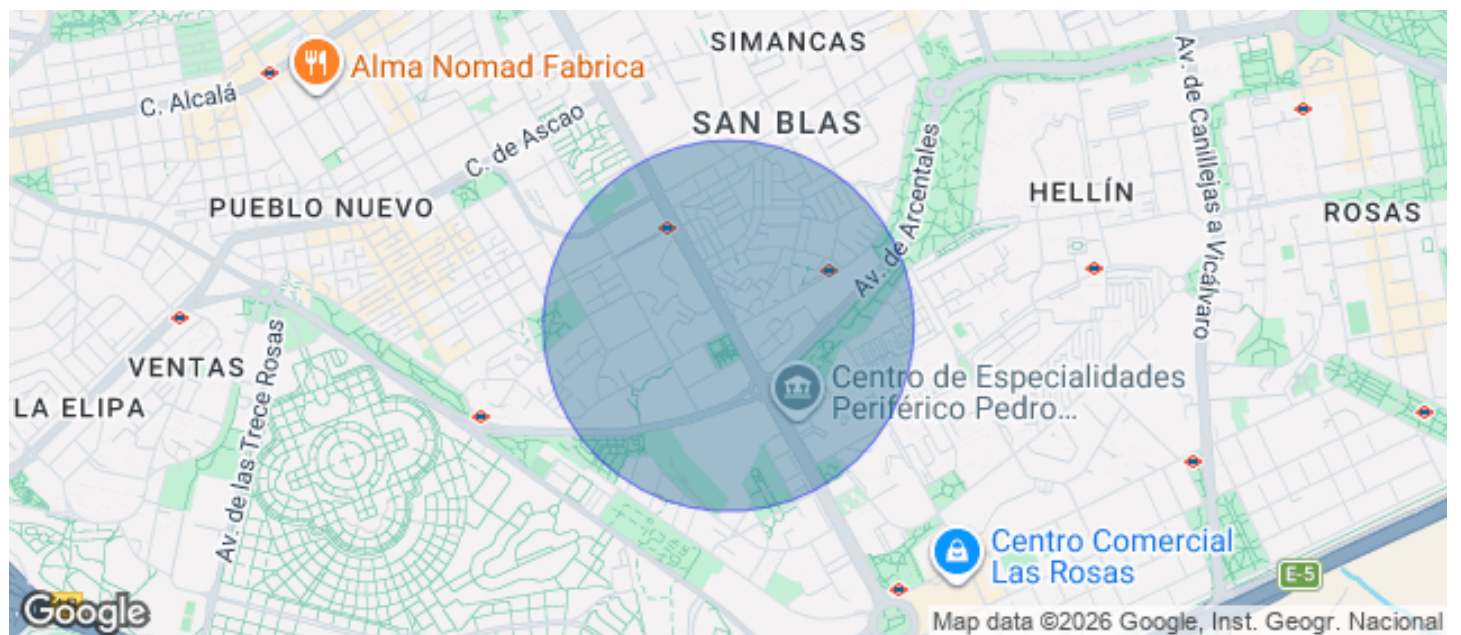 SIMANCAS
Alma Nomad Fabrica
C. Alcalá
SAN BLAS
C. de Ascao
Av. de Canillejas a Vicálvaro
Av. de Arcentales
HELLÍN
PUEBLO NUEVO
ROSAS
VENTAS
Av. de las Trece Rosas
LA ELIPA
Centro de Especialidades
Periférico Pedro...
Centro Comercial
Las Rosas
E-5
Google
Map data ©2026 Google, Inst. Geogr. Nacional